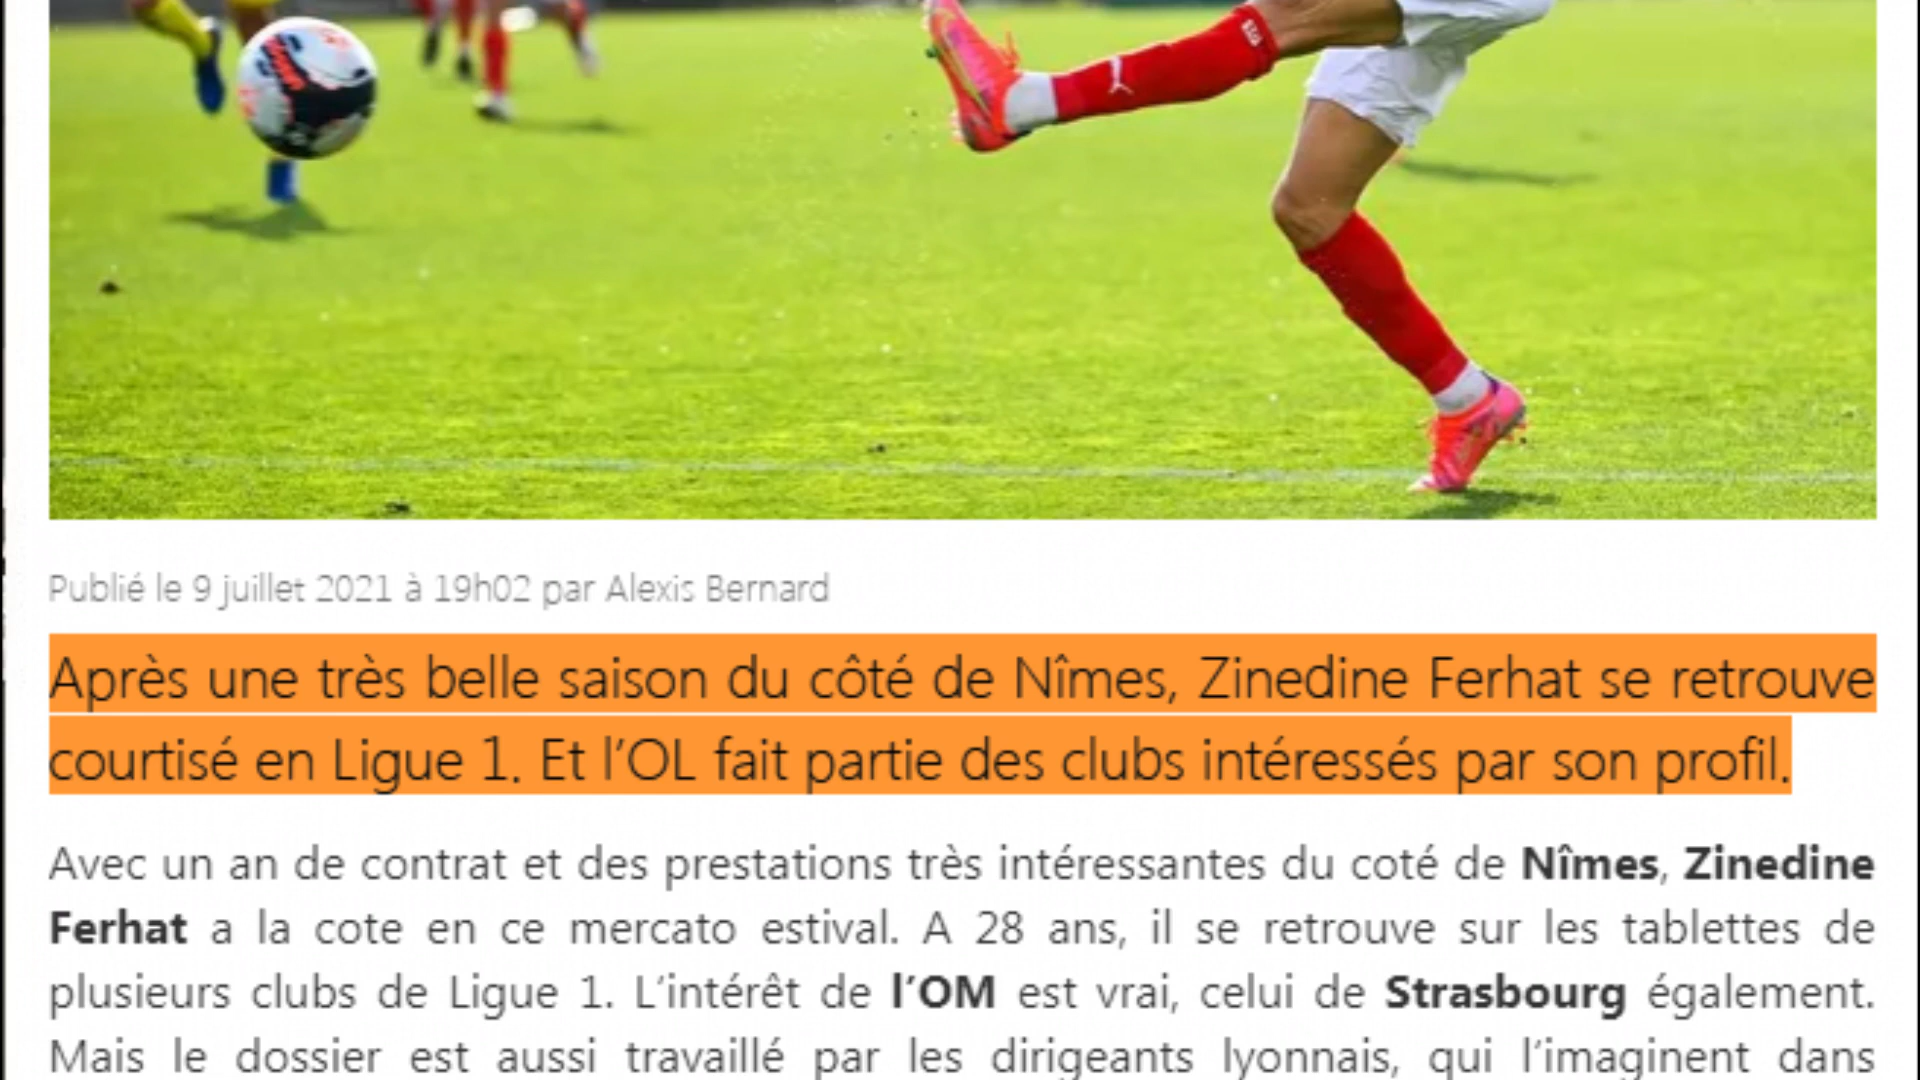 Publié le 9 juillet 2021 à 19h02 par Alexis Bernard
Après une très belle saison du côté de Nîmes, Zinedine Ferhat se retrouve
courtisé en Ligue 1. Et l’OL fait partie des clubs intéressés par son profil.
Avec un an de contrat et des prestations très intéressantes du coté de Nîmes, Zinedine
Ferhat a la cote en ce mercato estival. A 28 ans, il se retrouve sur les tablettes de
plusieurs clubs de Ligue 1. L’intérêt de l’OM est vrai, celui de Strasbourg également.
Mais le dossier est aussi travaillé par les dirigeants lyonnais, qui l’imaginent dans